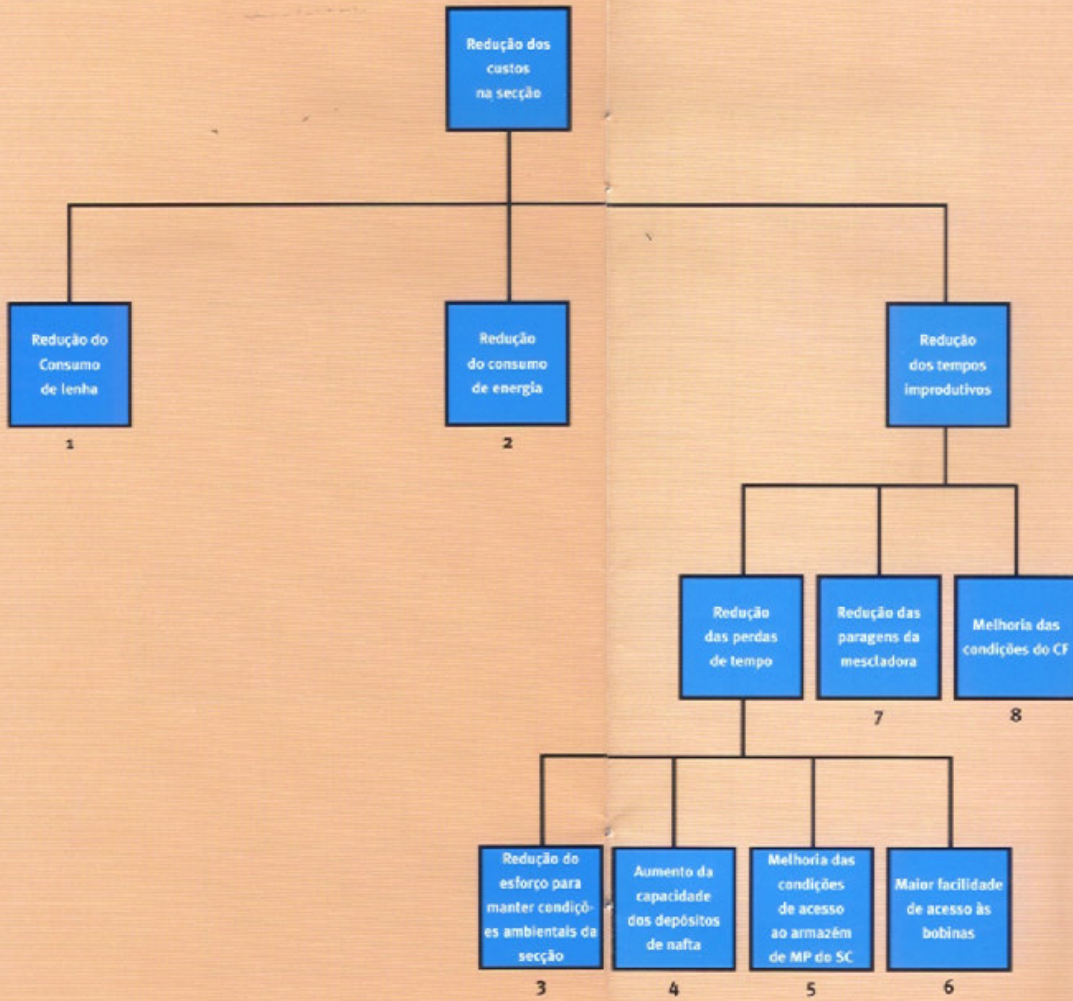 Redução dos
custos
na secção
Redução do
Consumo
de lenha
1
Redução
do consumo
de energia
2
Redução
dos tempos
improdutivos
Redução
das perdas
de tempo
Redução das
paragens da
mescladora
7
Melhoria das
condições do CF
8
Redução do
esforço para
manter condiçõ-
es ambientais da
secção
3
Aumento da
capacidade
dos depósitos
de nafta
4
Melhoria das
condições
de acesso
ao armazém
de MP do SC
5
Maior facilidade
de acesso às
bobinas
6